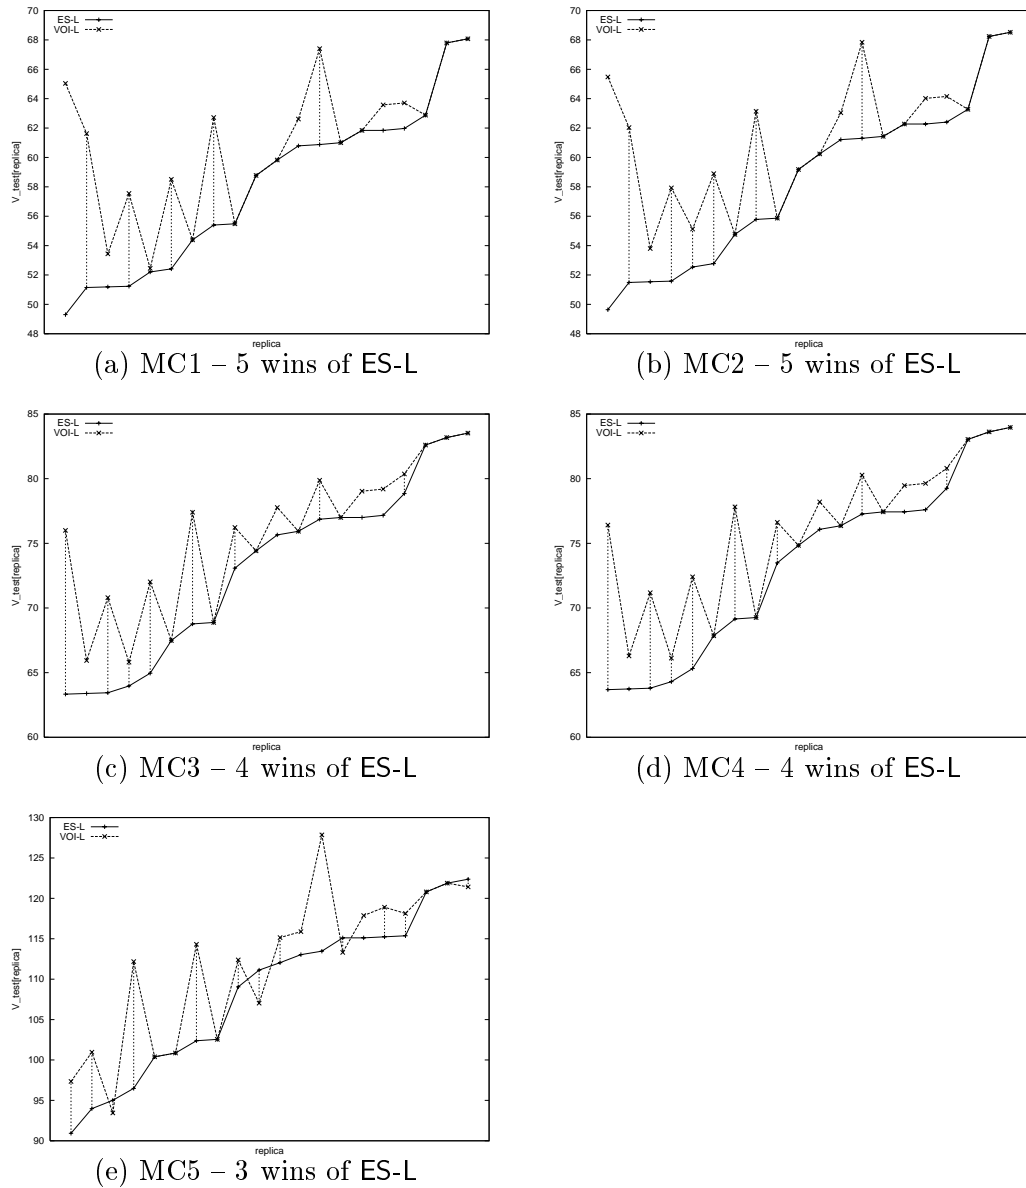 70
68
66
64
62
60
58
56
54
52
50
48
V_test[replica]
ES-L
VOI-L
replica
(a) MC1 – 5 wins of ES-L
70
68
66
64
62
60
58
56
54
52
50
48
V_test[replica]
ES-L
VOI-L
replica
(b) MC2 – 5 wins of ES-L
85
80
75
70
65
60
V_test[replica]
ES-L
VOI-L
replica
(c) MC3 – 4 wins of ES-L
85
80
75
70
65
60
V_test[replica]
ES-L
VOI-L
replica
(d) MC4 – 4 wins of ES-L
130
125
120
115
110
105
100
95
90
V_test[replica]
ES-L
VOI-L
replica
(e) MC5 – 3 wins of ES-L